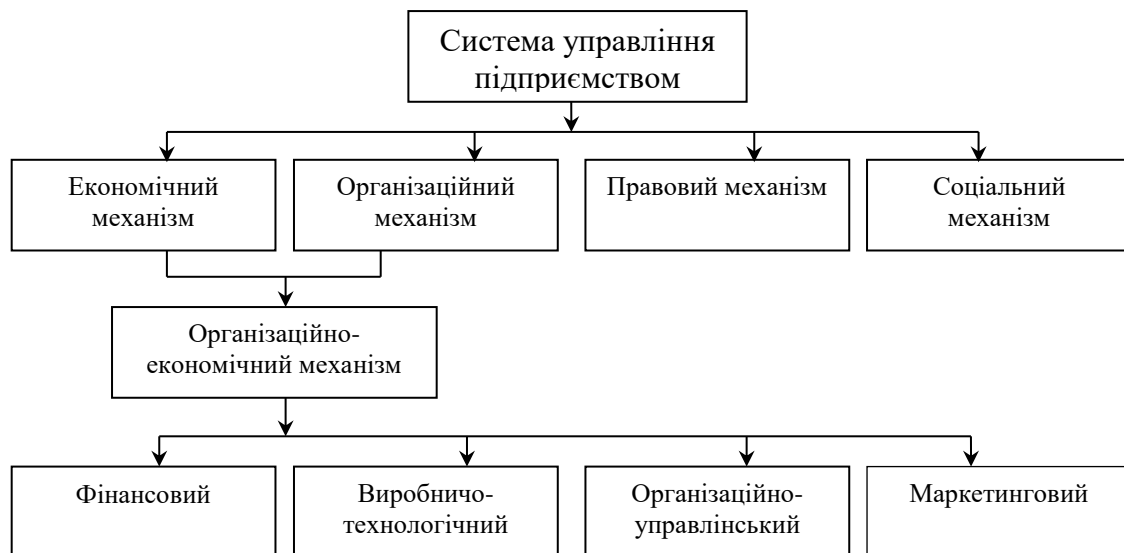 Система управління
підприємством
Економічний
механізм
Організаційний
механізм
Правовий механізм
Соціальний
механізм
Організаційно-
економічний механізм
Фінансовий
Виробничо-
технологічний
Організаційно-
управлінський
Маркетинговий